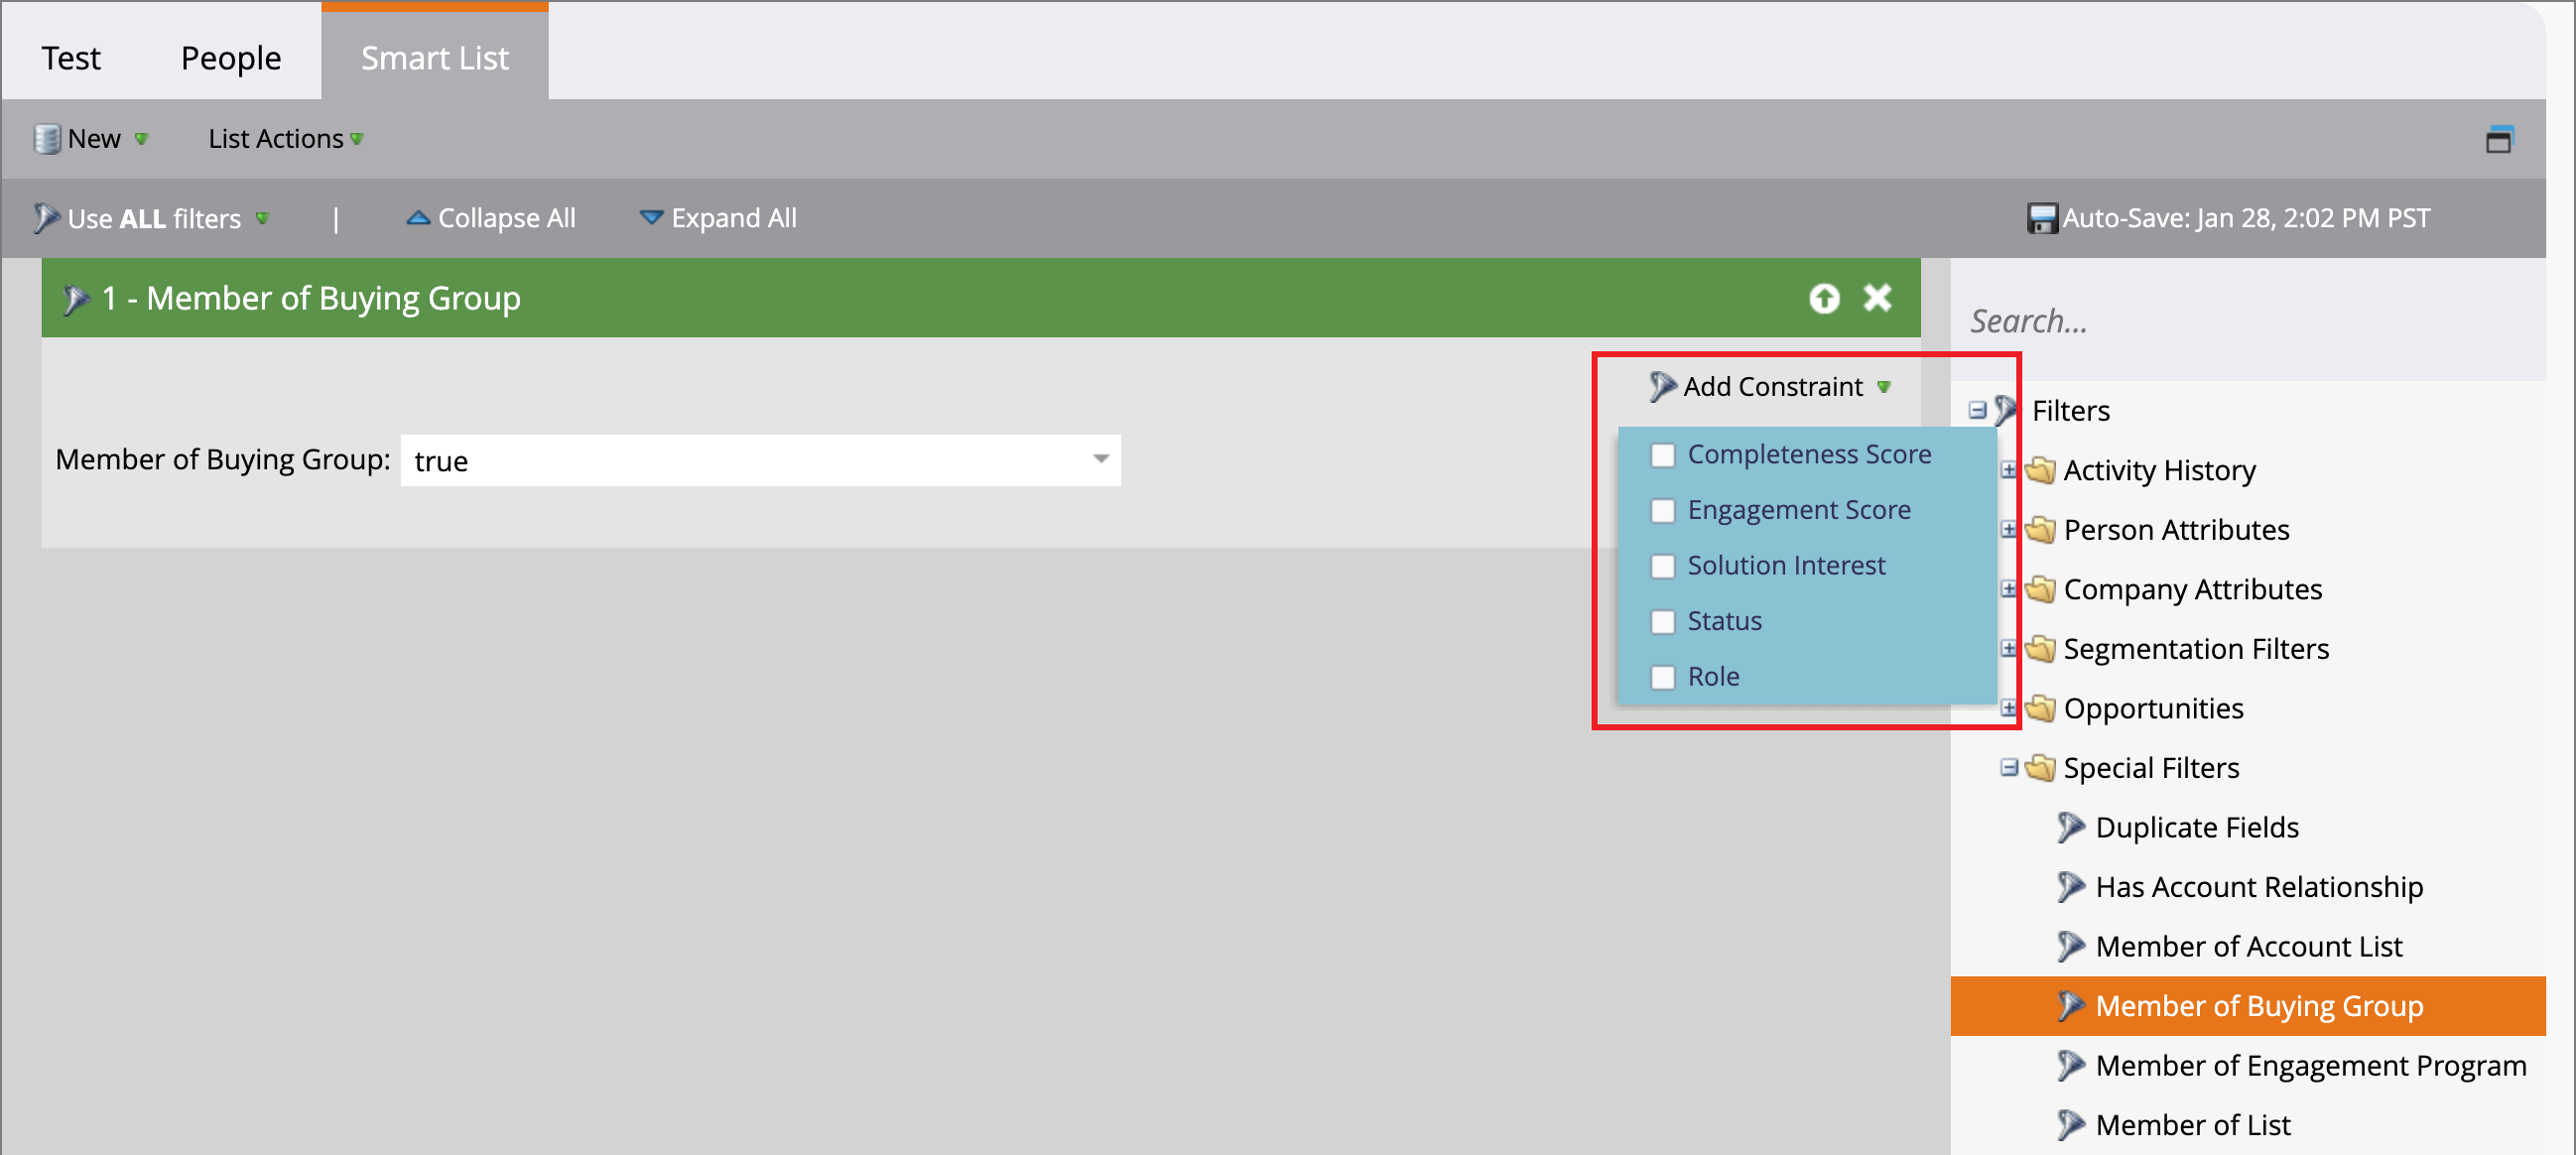 Test People Smart List
New List Actions
Use ALL filters | Collapse All Expand All Auto-Save: Jan 28, 2:02 PM PST
1 - Member of Buying Group
Member of Buying Group: true
Add Constraint
Completeness Score
Engagement Score
Solution Interest
Status
Role
Search...
Filters
Activity History
Person Attributes
Company Attributes
Segmentation Filters
Opportunities
Special Filters
Duplicate Fields
Has Account Relationship
Member of Account List
Member of Buying Group
Member of Engagement Program
Member of List